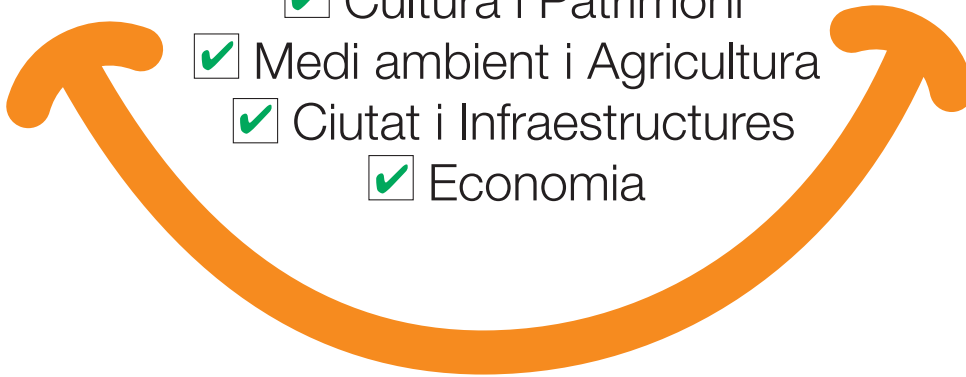 ✔ Cultura i Patrimoni
✔ Medi ambient i Agricultura
✔ Ciutat i Infraestructures
✔ Economia